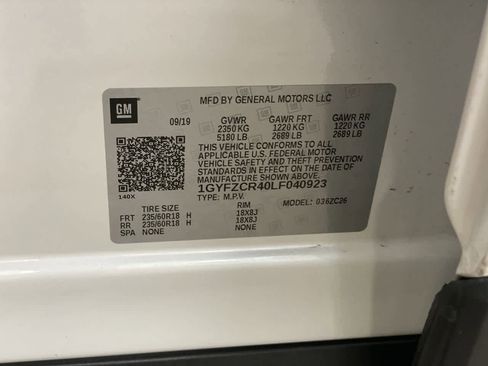 GM
MFD BY GENERAL MOTORS LLC
09/19
GVWR GAWR FRT GAWR RR
2350 KG 1220 KG 1220 KG
5180 LB 2689 LB 2689 LB
THIS VEHICLE CONFORMS TO ALL
APPLICABLE U.S. FEDERAL MOTOR
VEHICLE SAFETY AND THEFT PREVENTION
STANDARDS IN EFFECT ON THE DATE OF
MANUFACTURE SHOWN ABOVE.
1GYFZCR40LF040923
140X
TYPE: M.P.V. MODEL: 036ZC26
TIRE SIZE RIM
FRT 235/60R18 H 18X8J
RR 235/60R18 H 18X8J
SPA NONE NONE